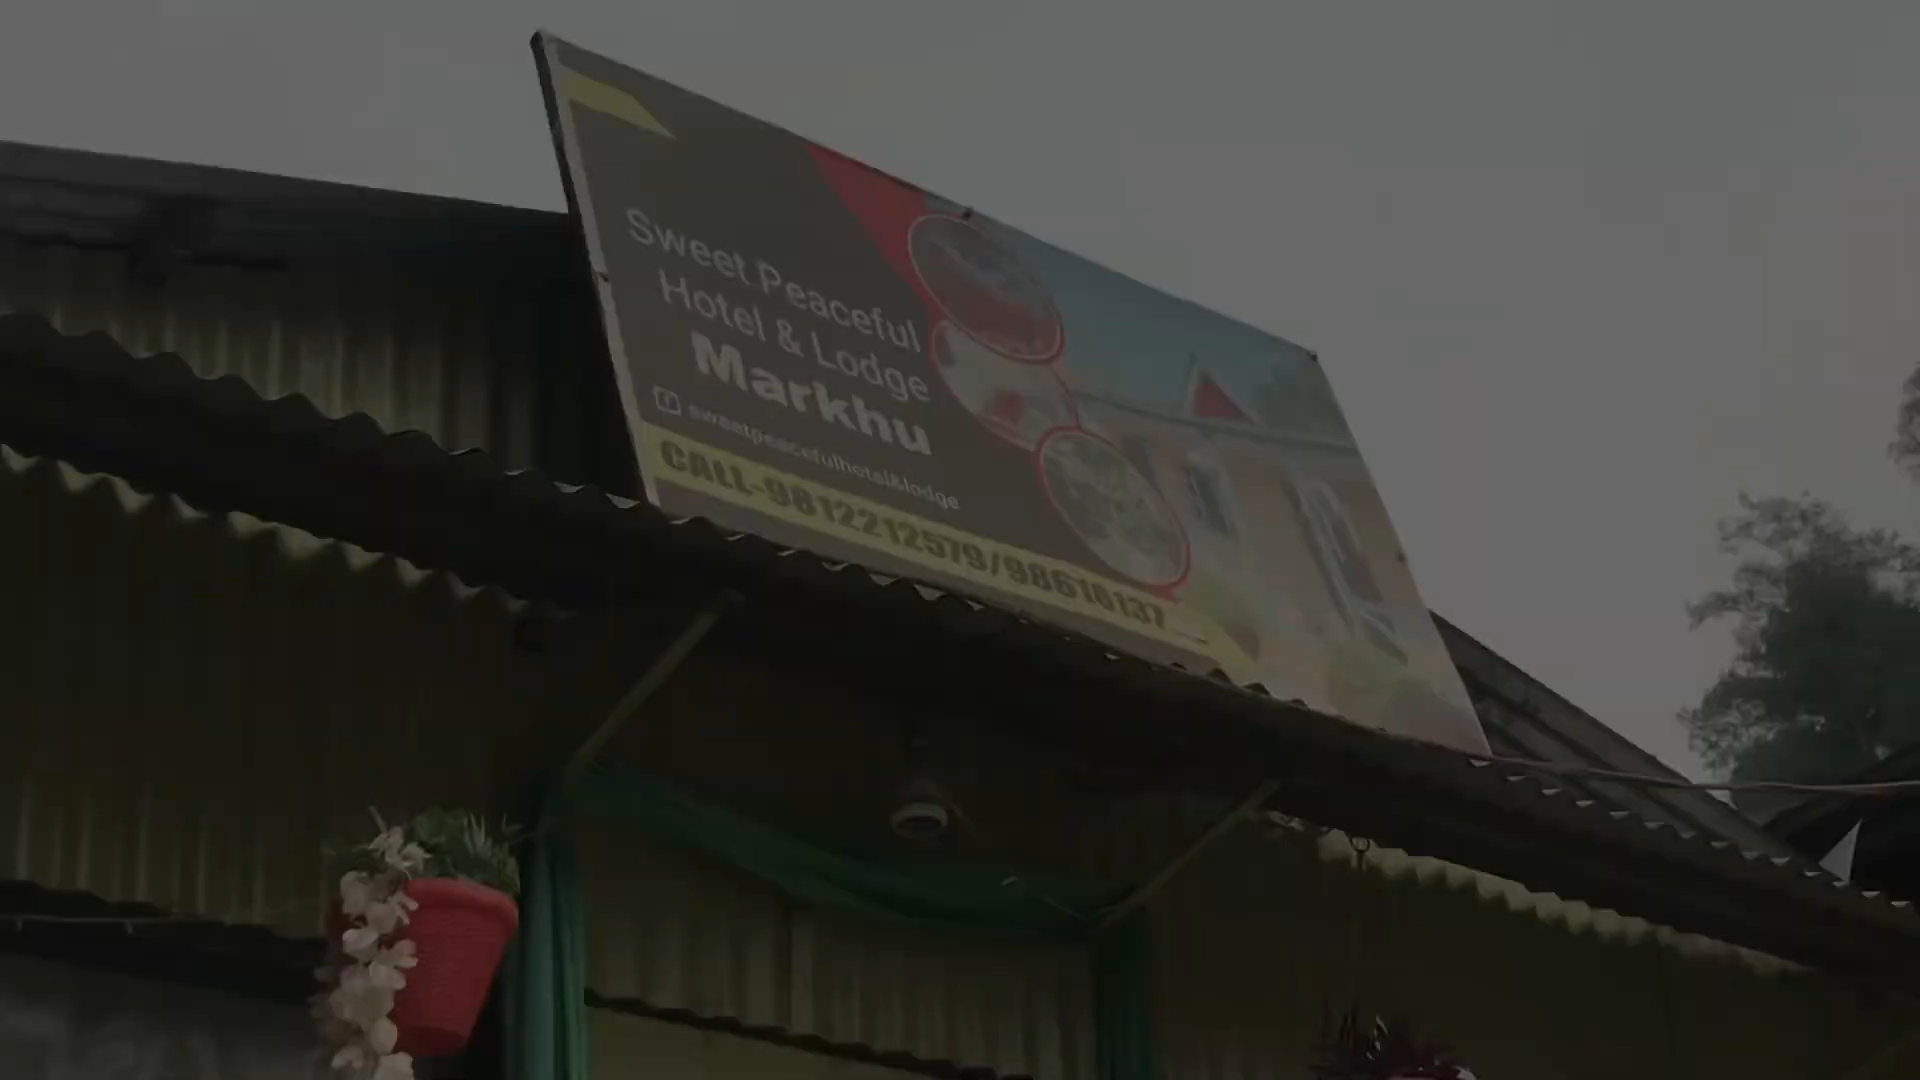 Sweet Peaceful
Hotel & Lodge
Markhu
sweetpeacefulhotel&lodge
CALL-9812212579/98610137